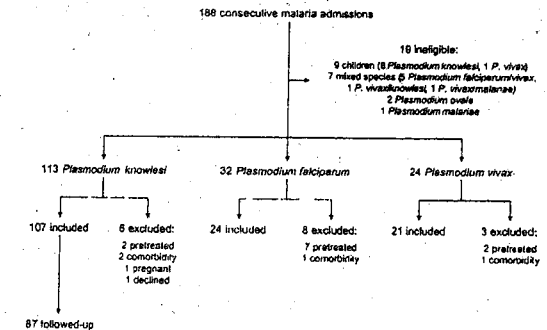 188 consecutive malaria admissions
19 ineligible:
9 children (8 Plasmodium knowlesi, 1 P. vivax)
7 mixed species (5 Plasmodium falciparum/vivax,
1 P. vivax/knowlesi, 1 P. vivax/malariae)
2 Plasmodium ovale
1 Plasmodium malariae
113 Plasmodium knowlesi
32 Plasmodium falciparum
24 Plasmodium vivax
107 included
6 excluded:
2 pretreated
2 comorbidity
1 pregnant
1 declined
24 included
8 excluded:
7 pretreated
1 comorbidity
21 included
3 excluded:
2 pretreated
1 comorbidity
87 followed-up